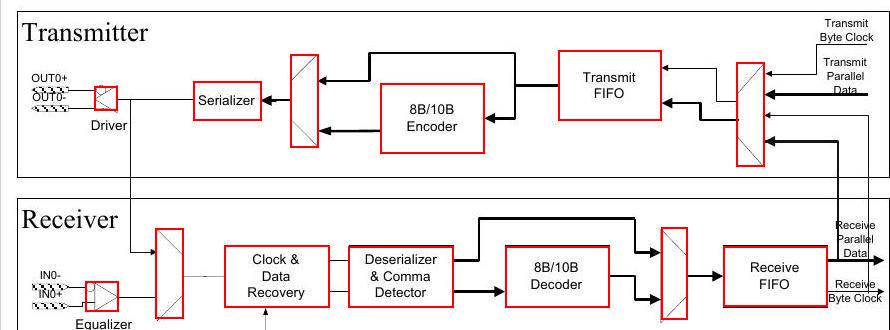 Transmitter
Transmit
Byte Clock
Transmit
Parallel
Data
OUT0+
OUT0-
Driver
Serializer
8B/10B
Encoder
Transmit
FIFO
Receiver
IN0-
IN0+
Equalizer
Clock &
Data
Recovery
Deserializer
& Comma
Detector
8B/10B
Decoder
Receive
FIFO
Receive
Parallel
Data
Receive
Byte Clock